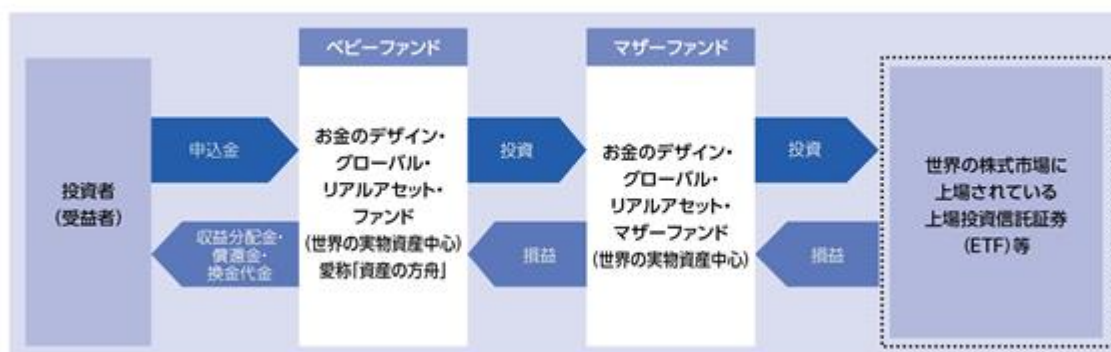 ベビーファンド
マザーファンド
投資者
(受益者)
申込金
収益分配金・
償還金・
換金代金
お金のデザイン・
グローバル・
リアルアセット・
ファンド
(世界の実物資産中心)
愛称「資産の方舟」
投資
損益
お金のデザイン・
グローバル・
リアルアセット・
マザーファンド
(世界の実物資産中心)
投資
損益
世界の株式市場に
上場されている
上場投資信託証券
(ETF)等